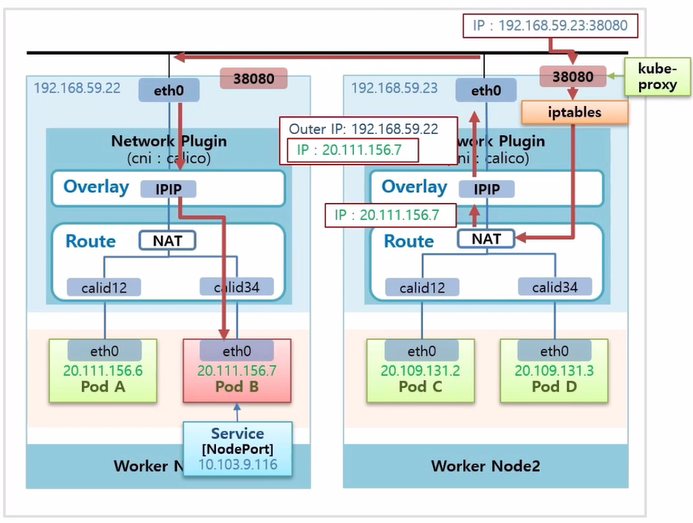 IP : 192.168.59.23:38080
192.168.59.22
eth0
38080
192.168.59.23
eth0
38080
kube-
proxy
iptables
Network Plugin
(cni : calico)
Outer IP: 192.168.59.22
IP : 20.111.156.7
Plugin
calico)
Overlay
IPIP
Overlay
IPIP
IP : 20.111.156.7
Route
NAT
Route
NAT
calid12
calid34
calid12
calid34
eth0
20.111.156.6
Pod A
eth0
20.111.156.7
Pod B
eth0
20.109.131.2
Pod C
eth0
20.109.131.3
Pod D
Service
[NodePort]
10.103.9.116
Worker
Worker Node2